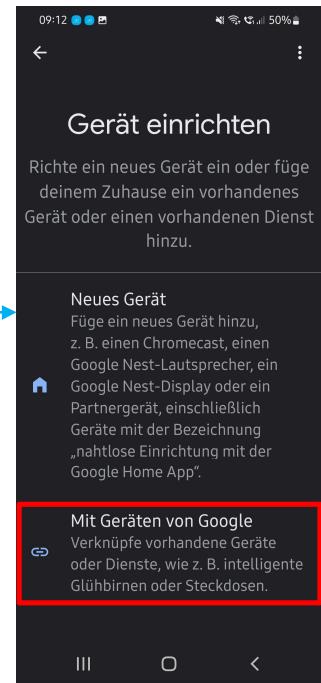 09:12 50%
Gerät einrichten
Richte ein neues Gerät ein oder füge
deinem Zuhause ein vorhandenes
Gerät oder einen vorhandenen Dienst
hinzu.
Neues Gerät
Füge ein neues Gerät hinzu,
z. B. einen Chromecast, einen
Google Nest-Lautsprecher, ein
Google Nest-Display oder ein
Partnergerät, einschließlich
Geräte mit der Bezeichnung
„nahtlose Einrichtung mit der
Google Home App“.
Mit Geräten von Google
Verknüpfe vorhandene Geräte
oder Dienste, wie z. B. intelligente
Glühbirnen oder Steckdosen.